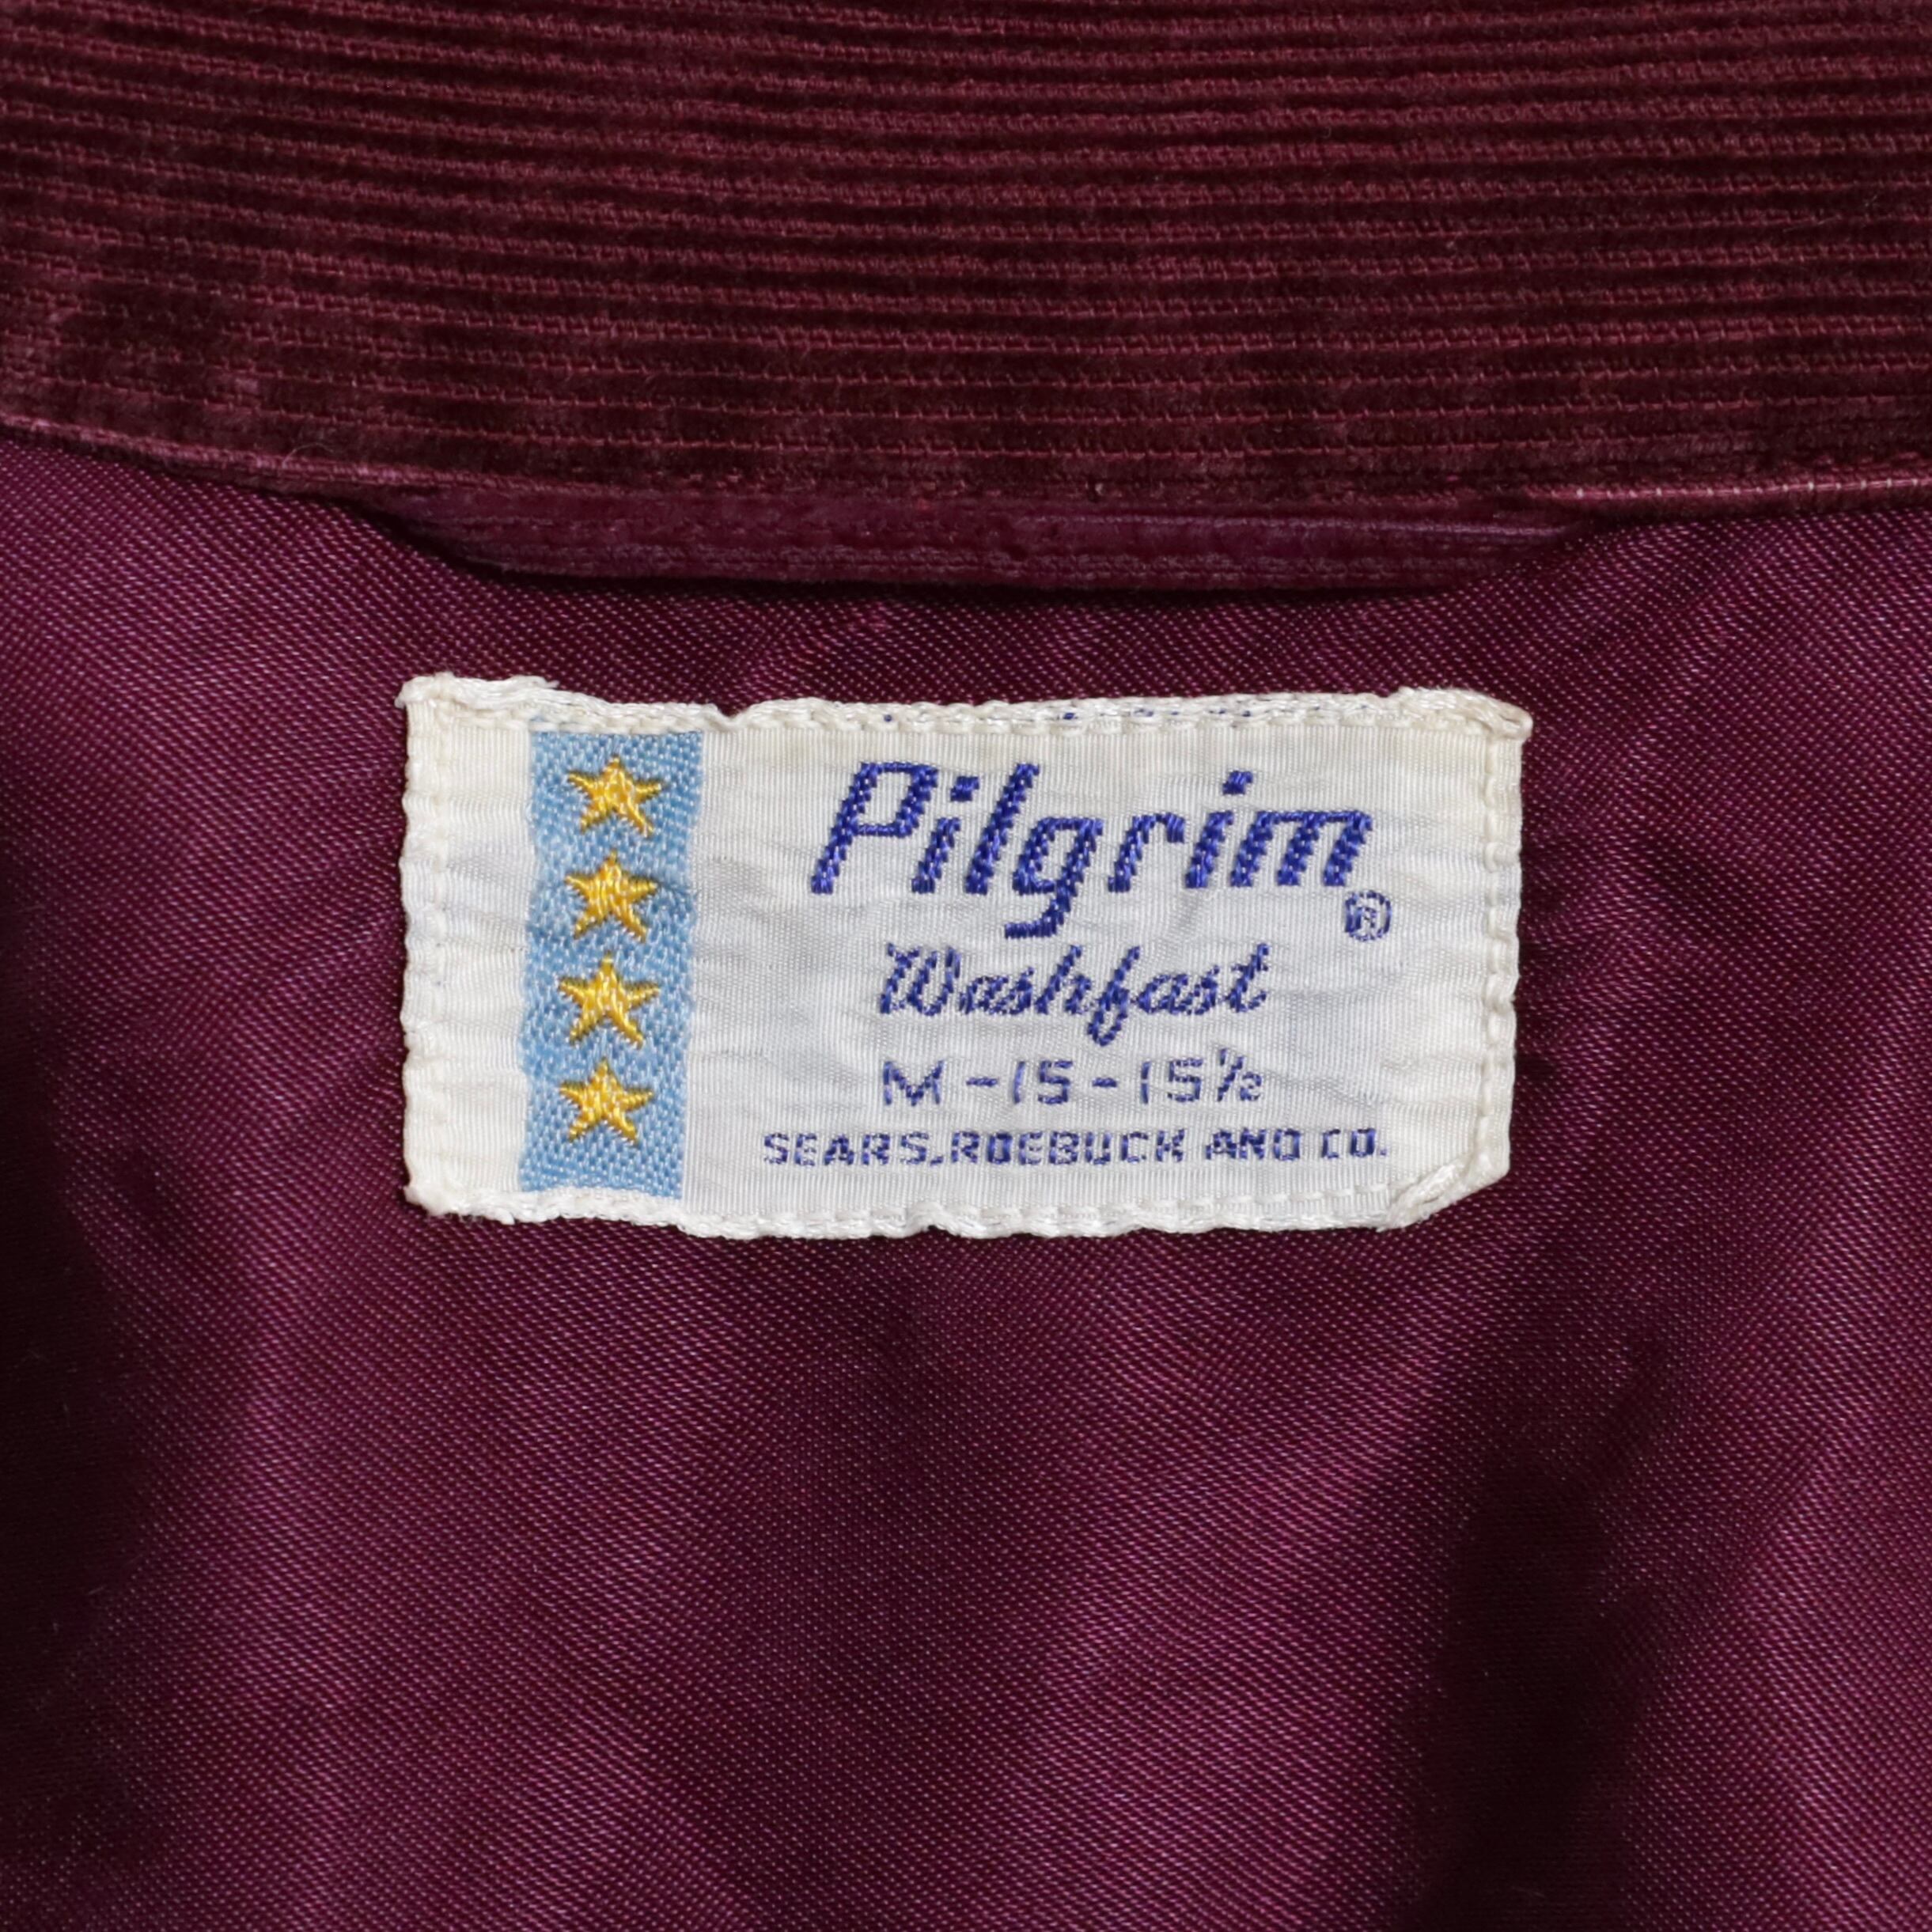 Pilgrim®
Washfast
M-15-15½
SEARS,ROEBUCK AND CO.